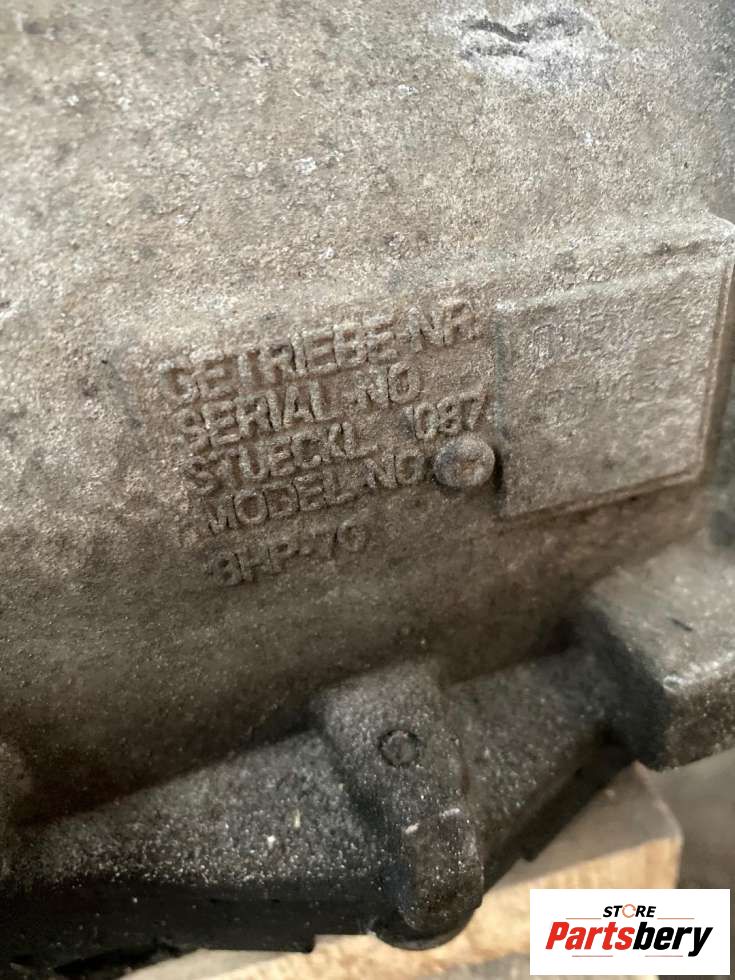 GETRIEBE-NR.
SERIAL-NO
STUECKL 1087
MODEL-NO
8HP-70
STORE
Partsbery